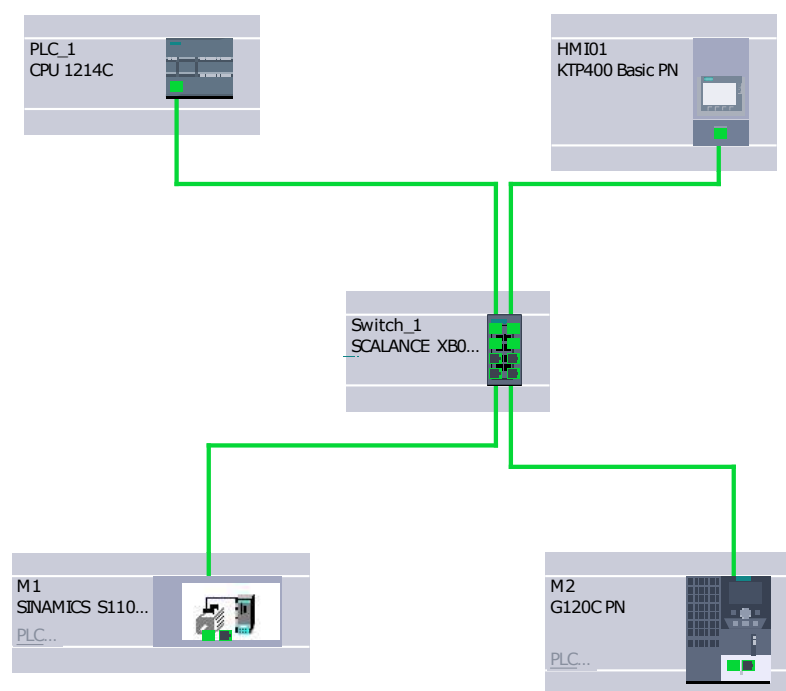 PLC_1
CPU 1214C
HMI01
KTP400 Basic PN
Switch_1
SCALANCE XB0...
M1
SINAMICS S110...
PLC...
M2
G120C PN
PLC...